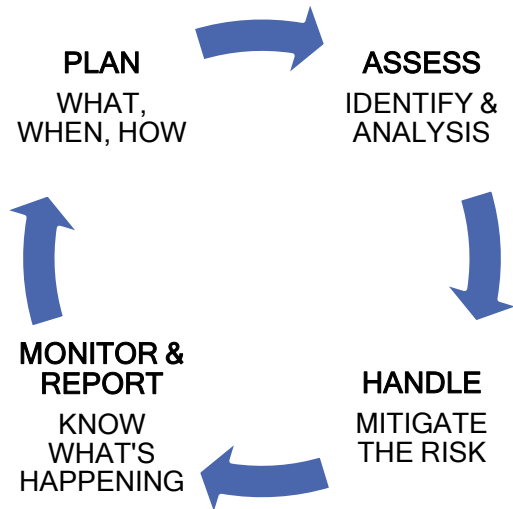 PLAN
WHAT,
WHEN, HOW
ASSESS
IDENTIFY &
ANALYSIS
HANDLE
MITIGATE
THE RISK
MONITOR &
REPORT
KNOW
WHAT'S
HAPPENING